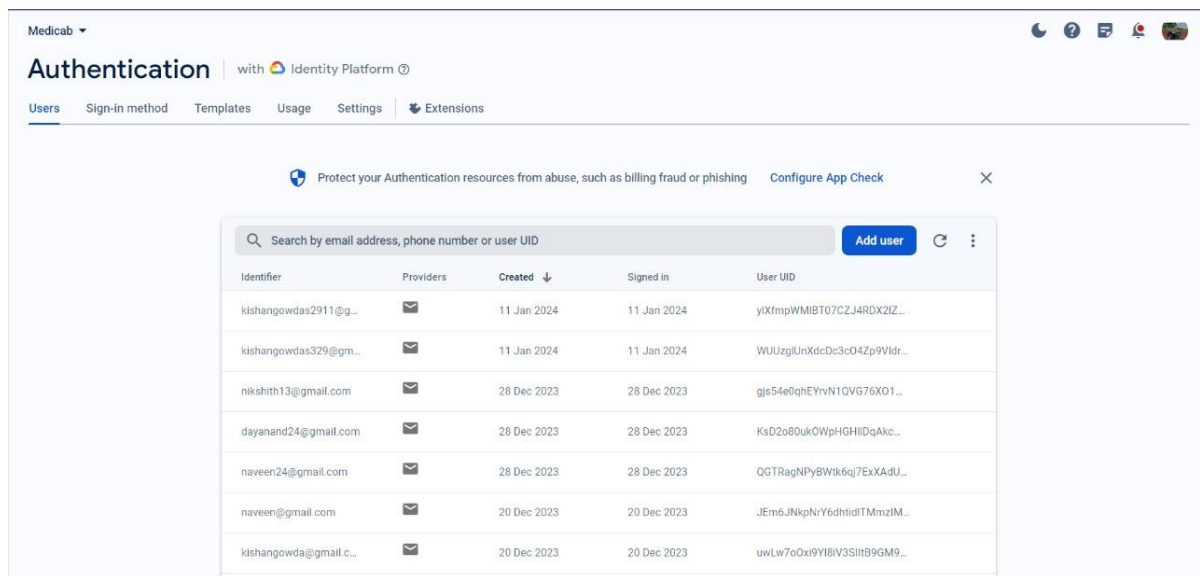 Medicab
Authentication with Identity Platform
Users Sign-in method Templates Usage Settings Extensions
Protect your Authentication resources from abuse, such as billing fraud or phishing Configure App Check
Search by email address, phone number or user UID Add user
Identifier Providers Created Signed in User UID
kishangowdas2911@g... 11 Jan 2024 11 Jan 2024
kishangowdas329@gm... 11 Jan 2024 11 Jan 2024
nikshith13@gmail.com 28 Dec 2023 28 Dec 2023 gjs54e0qhEYrvN1QVG76XO1...
dayanand24@gmail.com 28 Dec 2023 28 Dec 2023
naveen24@gmail.com 28 Dec 2023 28 Dec 2023 QGTRagNPyBWtk6qj7ExXAdU...
naveen@gmail.com 20 Dec 2023 20 Dec 2023
kishangowda@gmail.c... 20 Dec 2023 20 Dec 2023